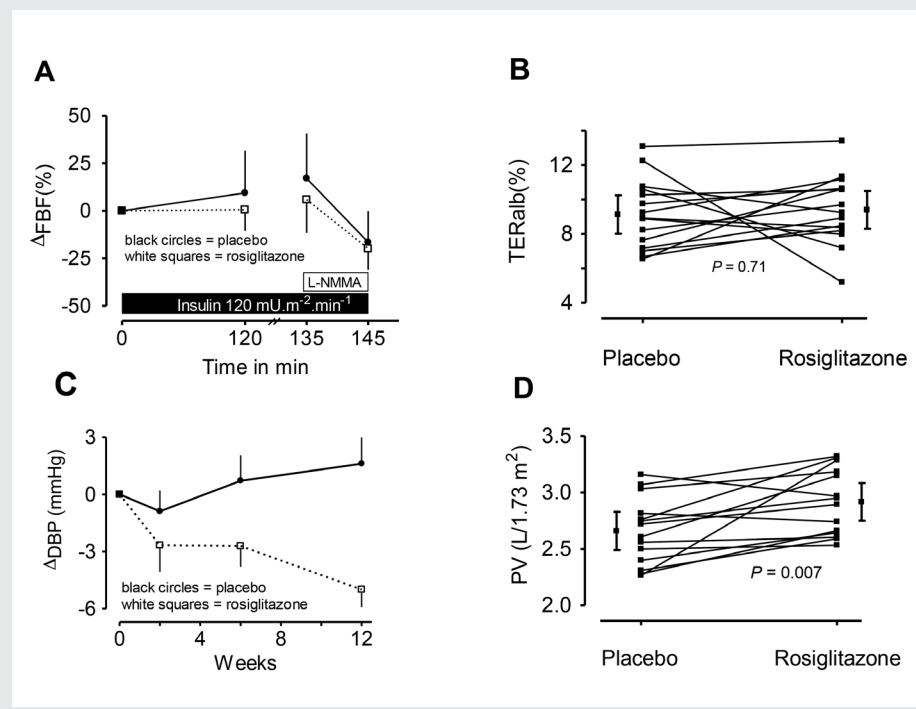 A
ΔFBF(%)
50
25
0
-25
-50
black circles = placebo
white squares = rosiglitazone
L-NMMA
Insulin 120 mU.m⁻².min⁻¹
0 120 135 145
Time in min
B
TERalb(%)
12
8
4
P = 0.71
Placebo Rosiglitazone
C
ΔDBP (mmHg)
3
0
-3
-6
black circles = placebo
white squares = rosiglitazone
0 4 8 12
Weeks
D
PV (L/1.73 m²)
3.5
3.0
2.5
2.0
P = 0.007
Placebo Rosiglitazone